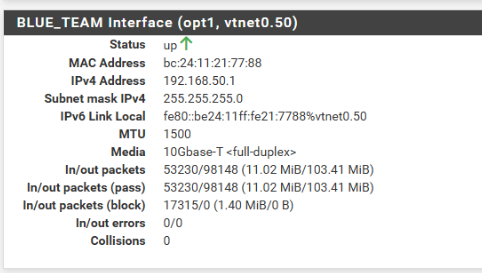 BLUE_TEAM Interface (opt1, vtnet0.50)
Status up
MAC Address bc:24:11:21:77:88
IPv4 Address 192.168.50.1
Subnet mask IPv4 255.255.255.0
IPv6 Link Local fe80::be24:11ff:fe21:7788%vtnet0.50
MTU 1500
Media 10Gbase-T <full-duplex>
In/out packets 53230/98148 (11.02 MiB/103.41 MiB)
In/out packets (pass) 53230/98148 (11.02 MiB/103.41 MiB)
In/out packets (block) 17315/0 (1.40 MiB/0 B)
In/out errors 0/0
Collisions 0